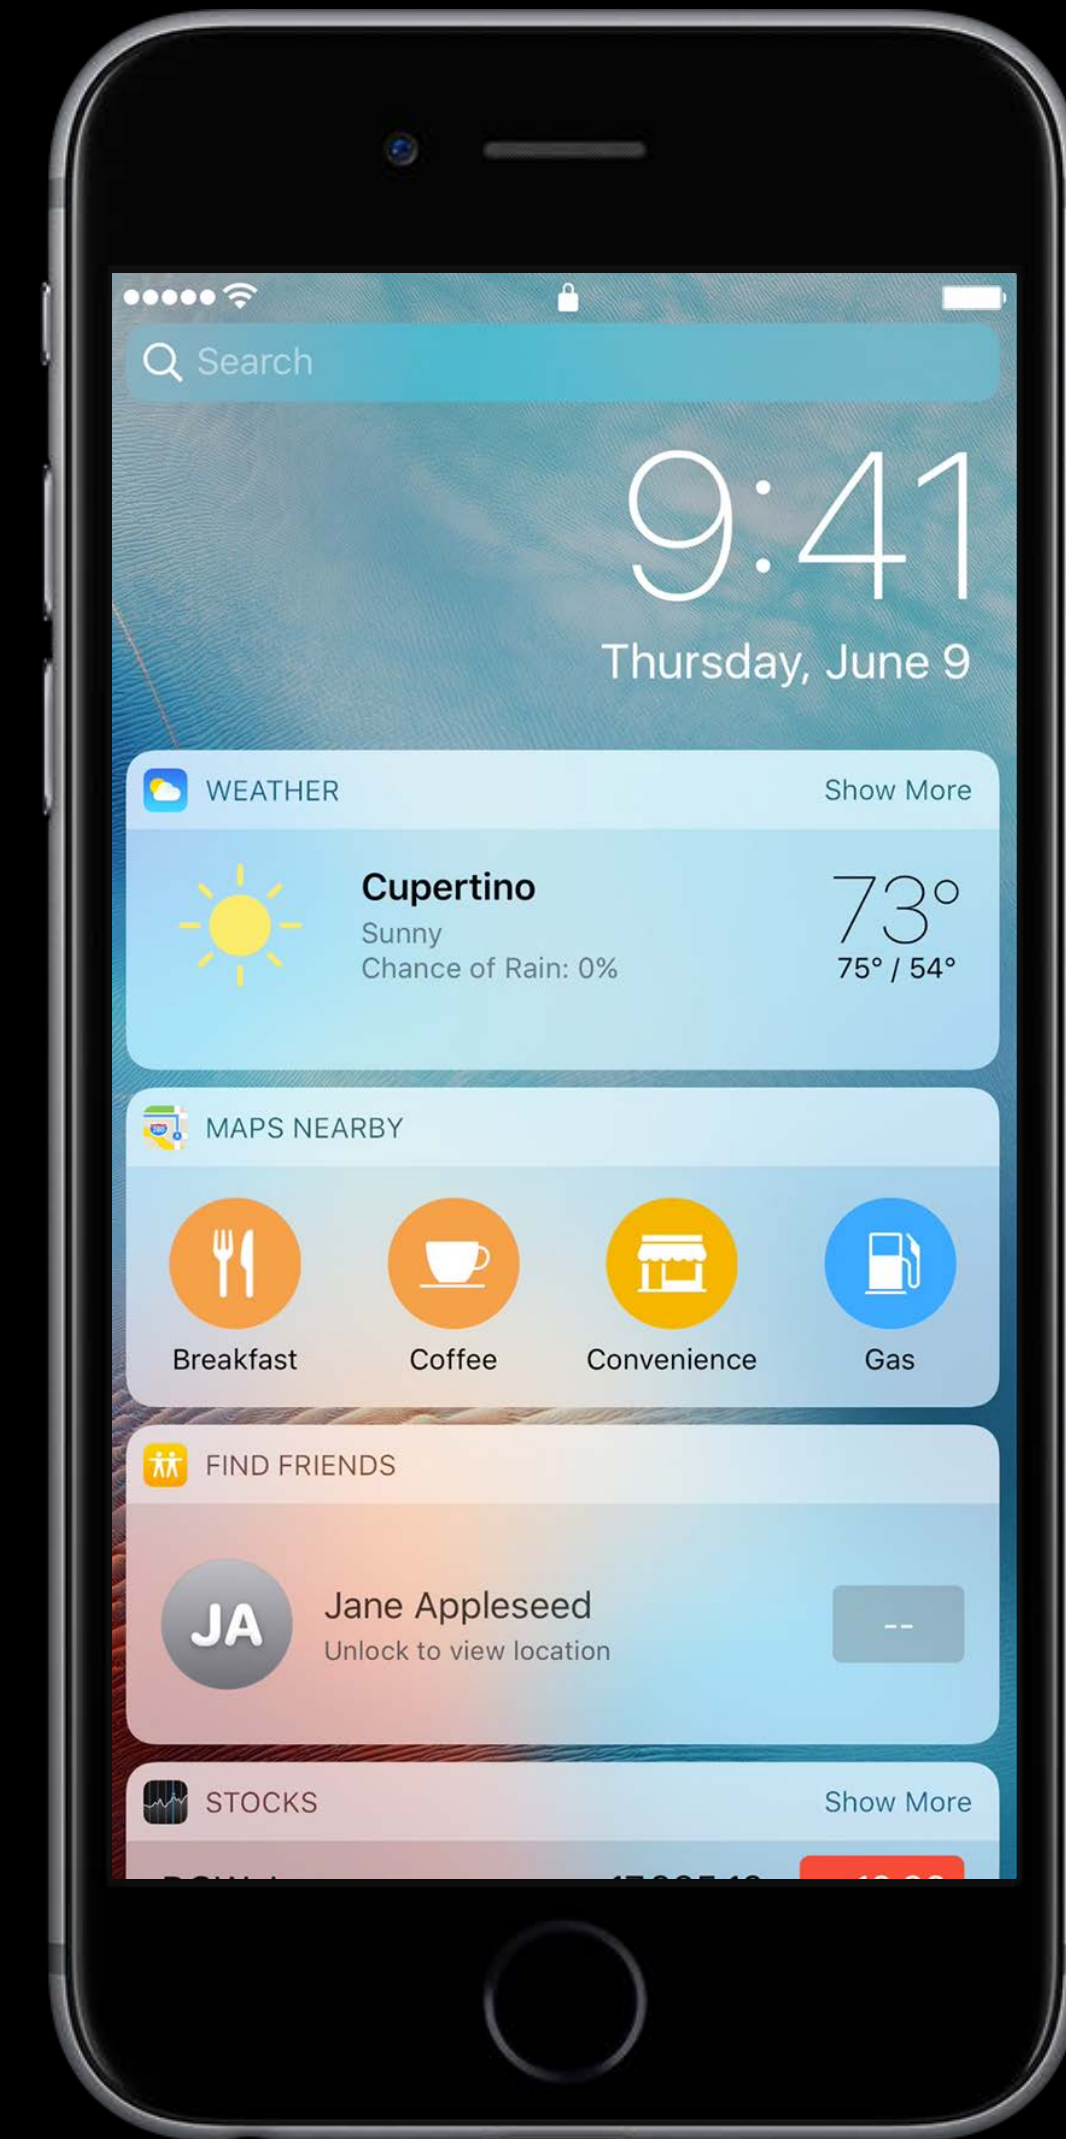 Search
9:41
Thursday, June 9
WEATHER Show More
Cupertino
Sunny
Chance of Rain: 0%
73°
75° / 54°
MAPS NEARBY
280
Breakfast Coffee Convenience Gas
FIND FRIENDS
JA
Jane Appleseed
Unlock to view location
--
STOCKS Show More